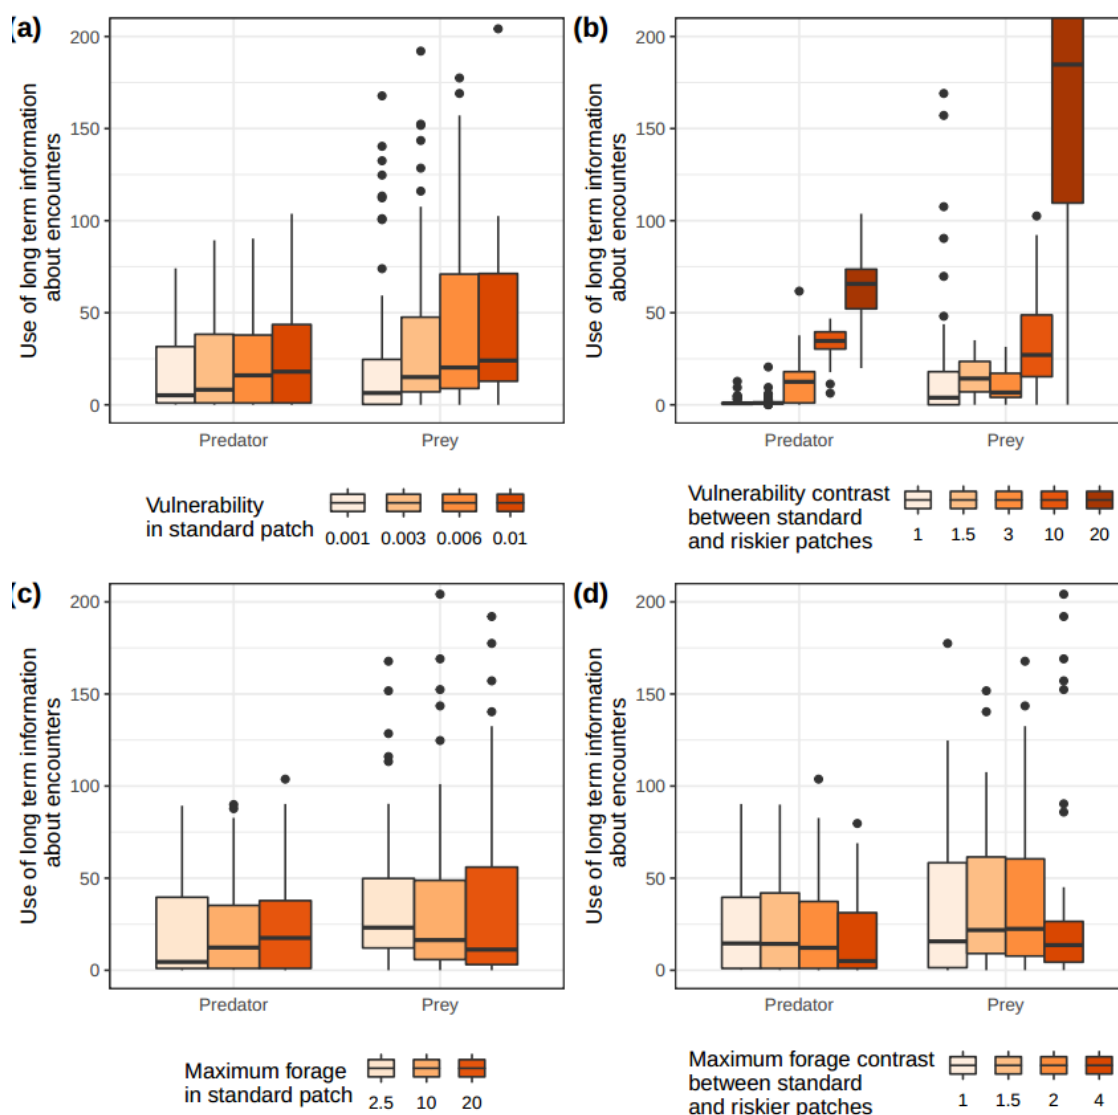 (a)
(b)
Use of long term information
about encounters
200
150
100
50
0
Predator
Prey
Use of long term information
about encounters
200
150
100
50
0
Predator
Prey
Vulnerability
in standard patch
0.001 0.003 0.006 0.01
Vulnerability contrast
between standard
and riskier patches
1 1.5 3 10 20
(c)
(d)
Use of long term information
about encounters
200
150
100
50
0
Predator
Prey
Use of long term information
about encounters
200
150
100
50
0
Predator
Prey
Maximum forage
in standard patch
2.5 10 20
Maximum forage contrast
between standard
and riskier patches
1 1.5 2 4